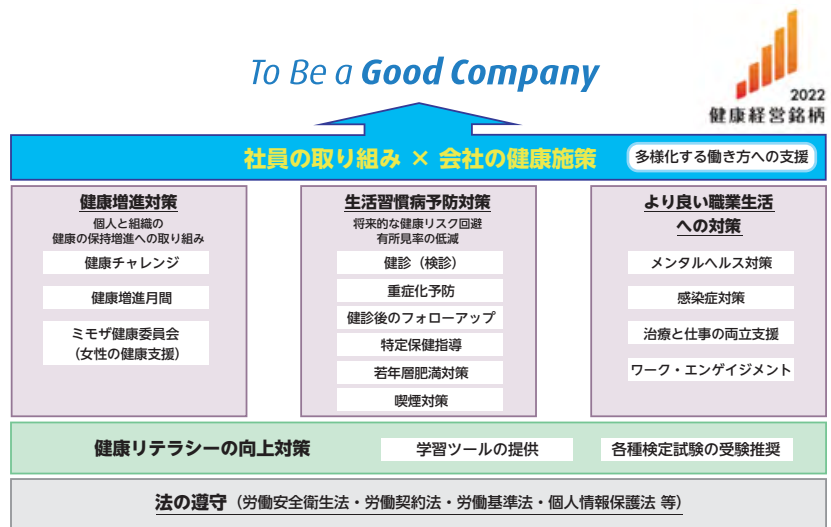 To Be a Good Company
2022
健康経営銘柄
社員の取り組み × 会社の健康施策
多様化する働き方への支援
健康増進対策
個人と組織の
健康の保持増進への取り組み
健康チャレンジ
健康増進月間
ミモザ健康委員会
（女性の健康支援）
生活習慣病予防対策
将来的な健康リスク回避
有所見率の低減
健診（検診）
重症化予防
健診後のフォローアップ
特定保健指導
若年層肥満対策
喫煙対策
より良い職業生活
への対策
メンタルヘルス対策
感染症対策
治療と仕事の両立支援
ワーク・エンゲイジメント
健康リテラシーの向上対策
学習ツールの提供
各種検定試験の受験推奨
法の遵守（労働安全衛生法・労働契約法・労働基準法・個人情報保護法 等）